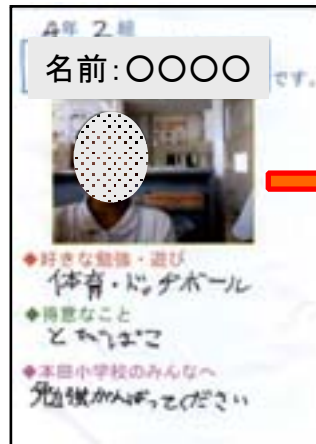 4年 2組
名前:〇〇〇〇
です。
◆好きな勉強・遊び
体育・ドッチボール
◆得意なこと
とびばこ
◆本田小学校のみんなへ
勉強がんばってください